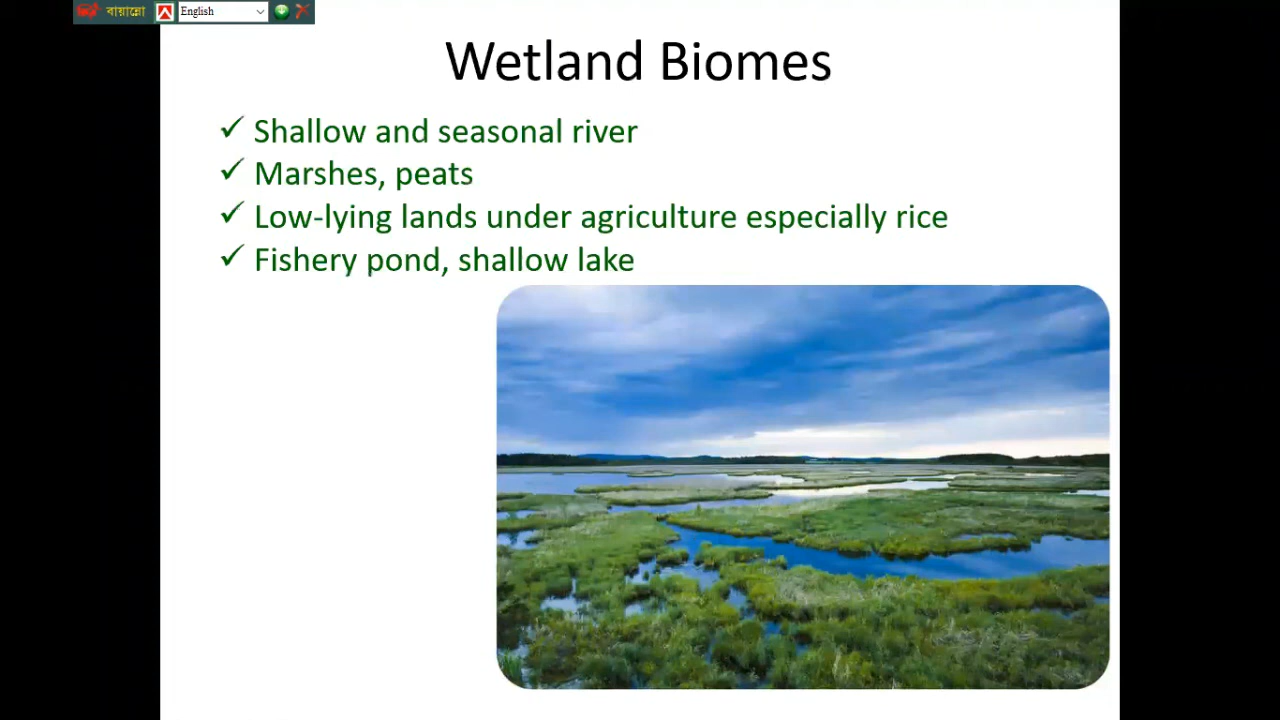 বায়ান্নো English
Wetland Biomes
✓ Shallow and seasonal river
✓ Marshes, peats
✓ Low-lying lands under agriculture especially rice
✓ Fishery pond, shallow lake